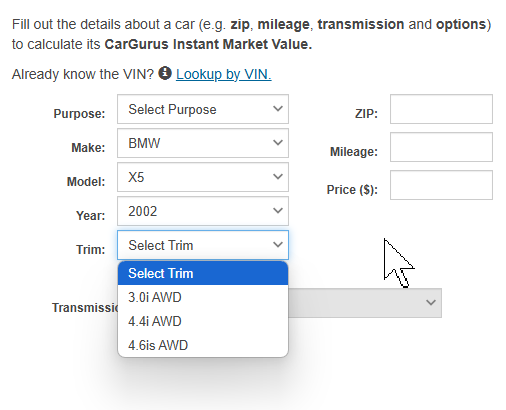 Fill out the details about a car (e.g. zip, mileage, transmission and options)
to calculate its CarGurus Instant Market Value.
Already know the VIN? Lookup by VIN.
Purpose: Select Purpose
ZIP:
Make: BMW
Mileage:
Model: X5
Price ($):
Year: 2002
Trim: Select Trim
Select Trim
3.0i AWD
Transmissi
4.4i AWD
4.6is AWD